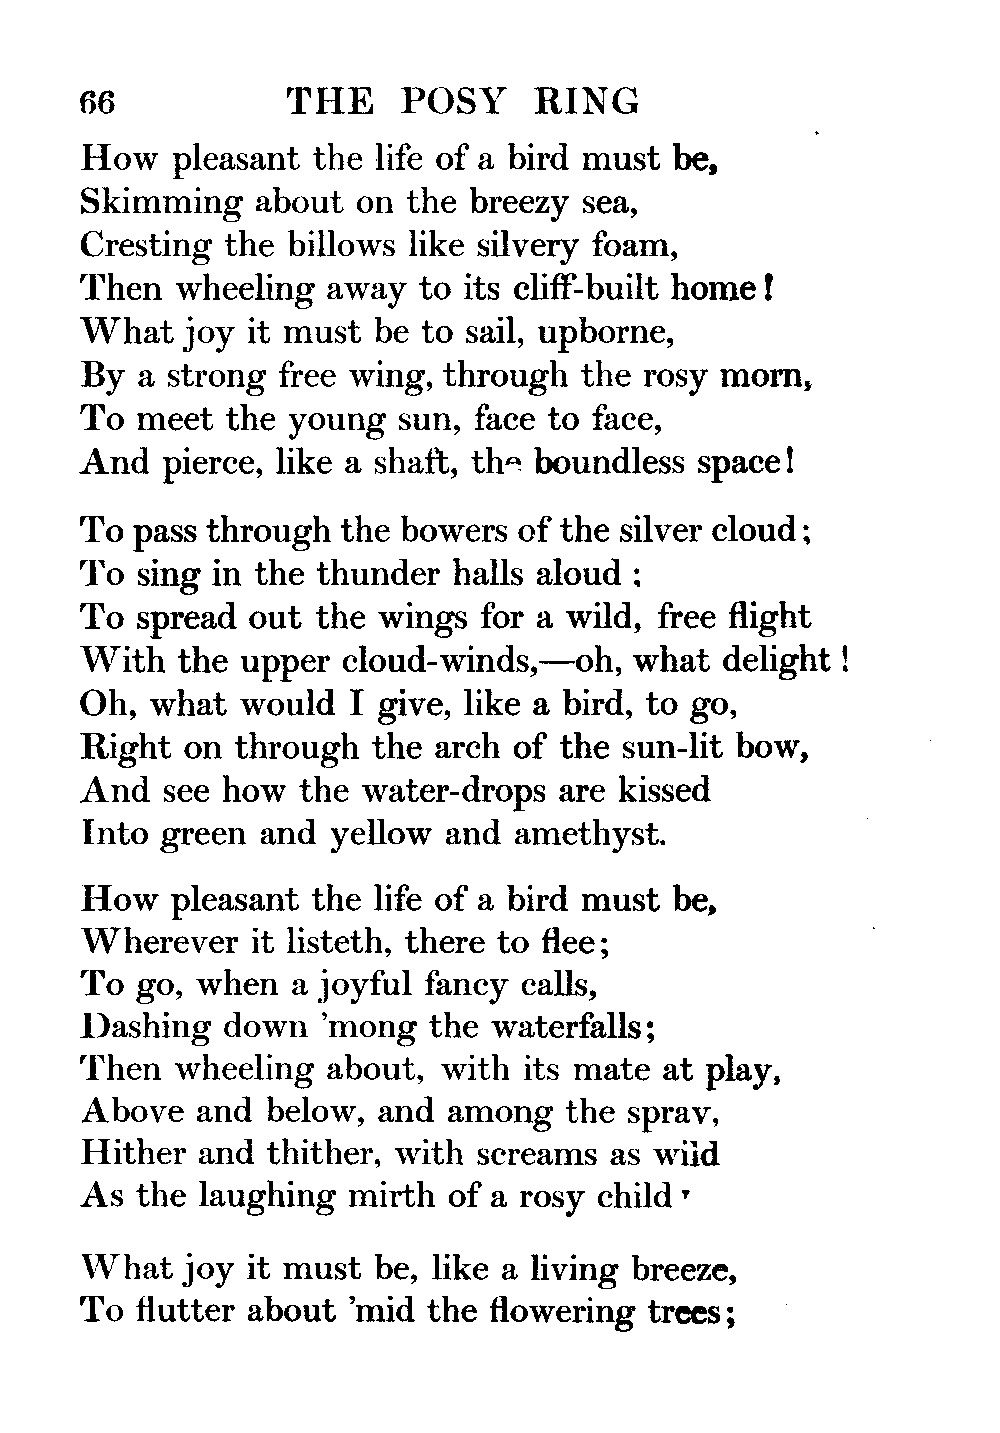 66 THE POSY RING
How pleasant the life of a bird must be,
Skimming about on the breezy sea,
Cresting the billows like silvery foam,
Then wheeling away to its cliff-built home!
What joy it must be to sail, upborne,
By a strong free wing, through the rosy morn,
To meet the young sun, face to face,
And pierce, like a shaft, the boundless space!

To pass through the bowers of the silver cloud;
To sing in the thunder halls aloud;
To spread out the wings for a wild, free flight
With the upper cloud-winds,—oh, what delight!
Oh, what would I give, like a bird, to go,
Right on through the arch of the sun-lit bow,
And see how the water-drops are kissed
Into green and yellow and amethyst.

How pleasant the life of a bird must be,
Wherever it listeth, there to flee;
To go, when a joyful fancy calls,
Dashing down 'mong the waterfalls;
Then wheeling about, with its mate at play,
Above and below, and among the spray,
Hither and thither, with screams as wild
As the laughing mirth of a rosy child!

What joy it must be, like a living breeze,
To flutter about 'mid the flowering trees;